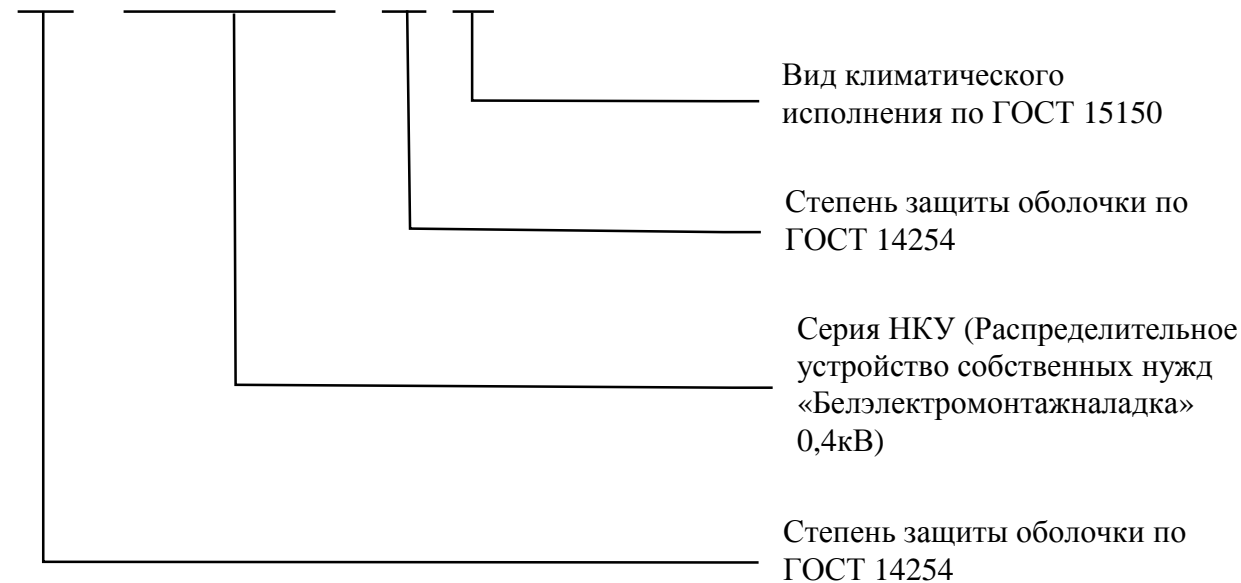 Вид климатического
исполнения по ГОСТ 15150
Степень защиты оболочки по
ГОСТ 14254
Серия НКУ (Распределительное
устройство собственных нужд
«Белэлектромонтажналадка»
0,4кВ)
Степень защиты оболочки по
ГОСТ 14254